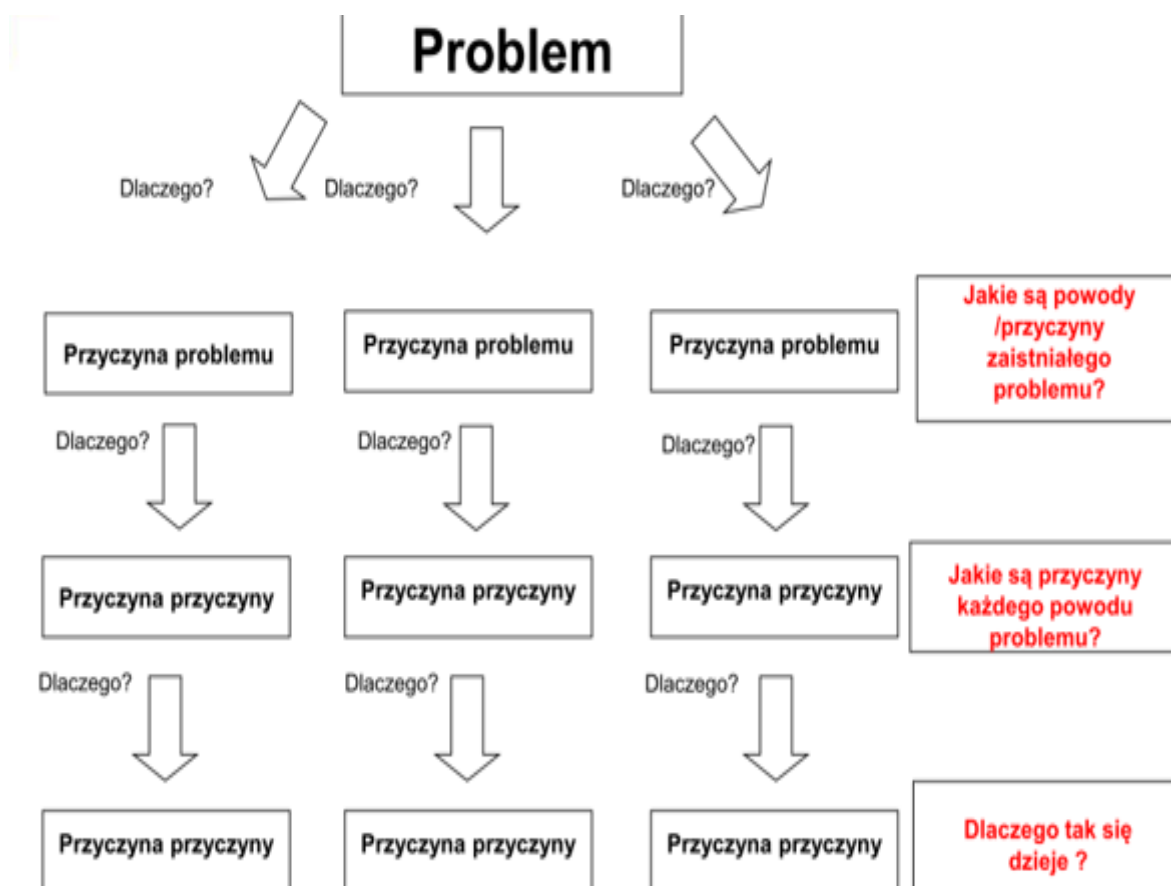 Problem
Dlaczego?
Dlaczego?
Dlaczego?
Przyczyna problemu
Przyczyna problemu
Przyczyna problemu
Jakie są powody
/przyczyny
zaistniałego
problemu?
Dlaczego?
Dlaczego?
Dlaczego?
Przyczyna przyczyny
Przyczyna przyczyny
Przyczyna przyczyny
Jakie są przyczyny
każdego powodu
problemu?
Dlaczego?
Dlaczego?
Dlaczego?
Przyczyna przyczyny
Przyczyna przyczyny
Przyczyna przyczyny
Dlaczego tak się
dzieje ?